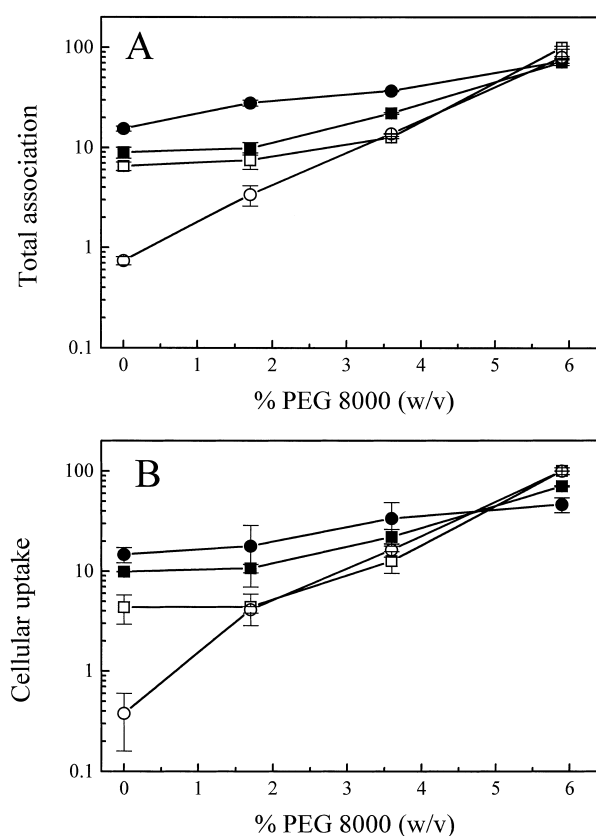 A
100
10
1
0.1
Total association
0 1 2 3 4 5 6
% PEG 8000 (w/v)
B
100
10
1
0.1
Cellular uptake
0 1 2 3 4 5 6
% PEG 8000 (w/v)